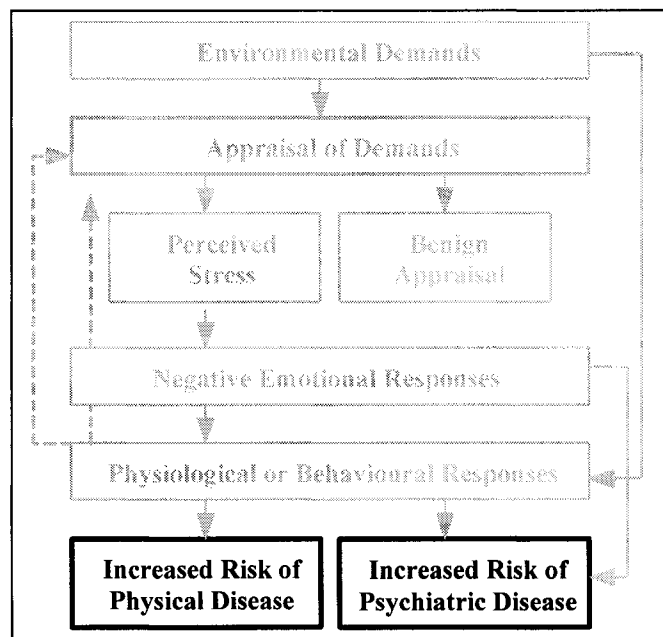 Environmental Demands
Appraisal of Demands
Perceived
Stress
Benign
Appraisal
Negative Emotional Responses
Physiological or Behavioural Responses
Increased Risk of
Physical Disease
Increased Risk of
Psychiatric Disease